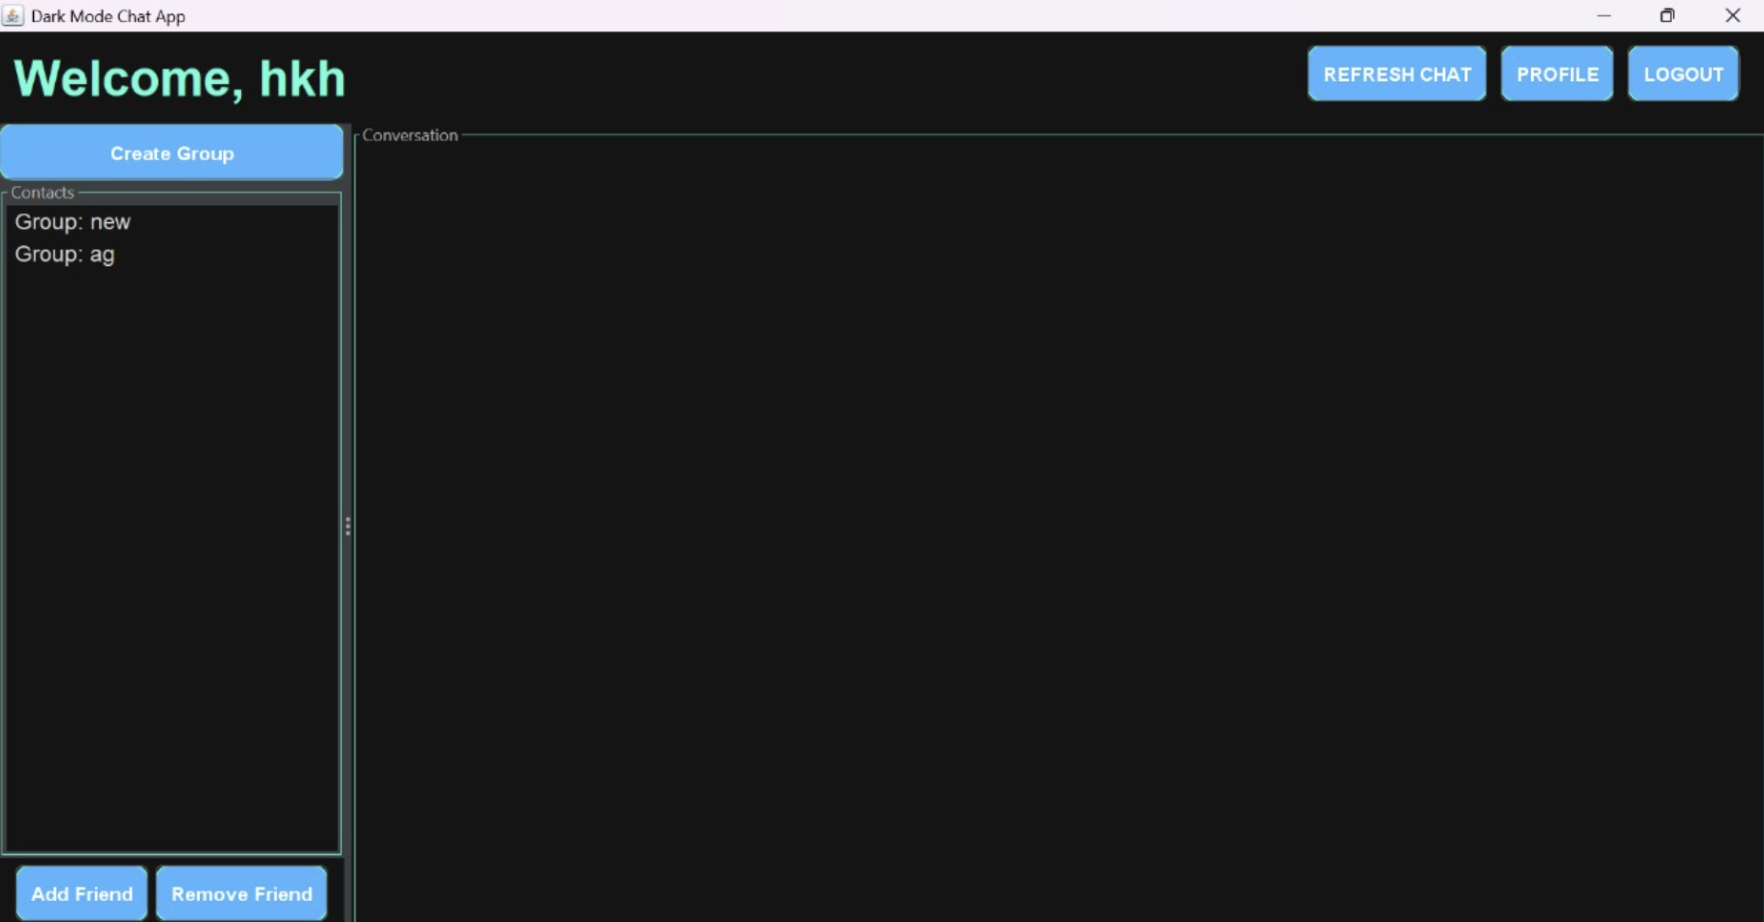 Dark Mode Chat App
Welcome, hkh
REFRESH CHAT
PROFILE
LOGOUT
Create Group
Conversation
Contacts
Group: new
Group: ag
Add Friend
Remove Friend